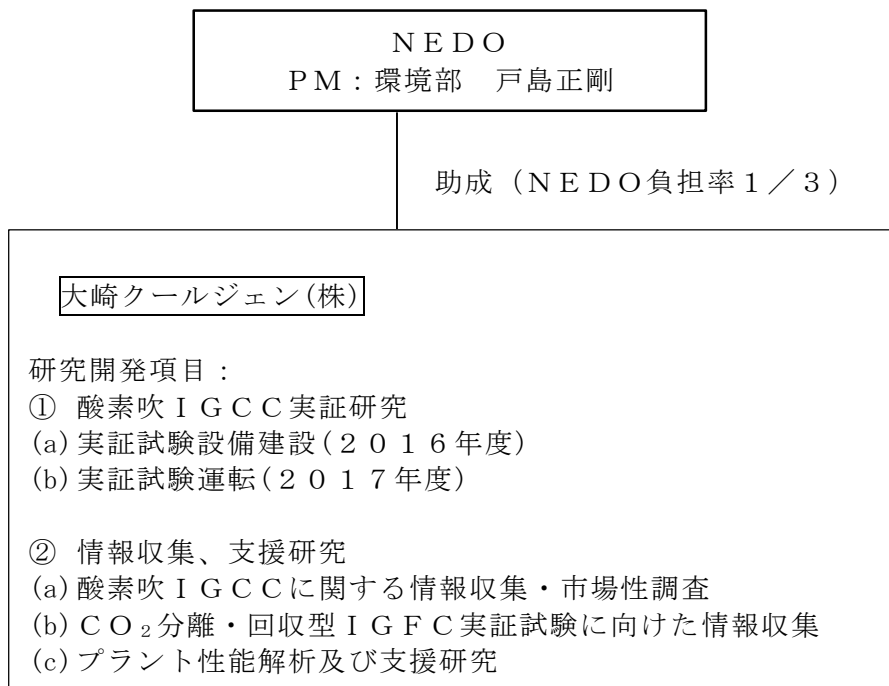 ＮＥＤＯ
ＰＭ：環境部　戸島正剛
助成（ＮＥＤＯ負担率１／３）
大崎クールジェン(株)
研究開発項目：
① 酸素吹ＩＧＣＣ実証研究
(a)実証試験設備建設(２０１６年度)
(b)実証試験運転(２０１７年度)
② 情報収集、支援研究
(a)酸素吹ＩＧＣＣに関する情報収集・市場性調査
(b)ＣＯ₂分離・回収型ＩＧＦＣ実証試験に向けた情報収集
(c)プラント性能解析及び支援研究